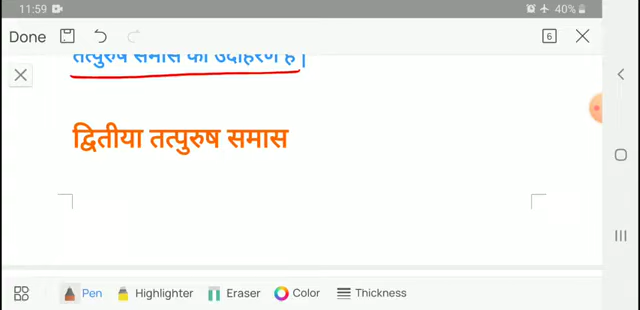 11:59 40%
Done 6
तत्पुरुष समास का उदाहरण है |
द्वितीया तत्पुरुष समास
Pen Highlighter Eraser Color Thickness